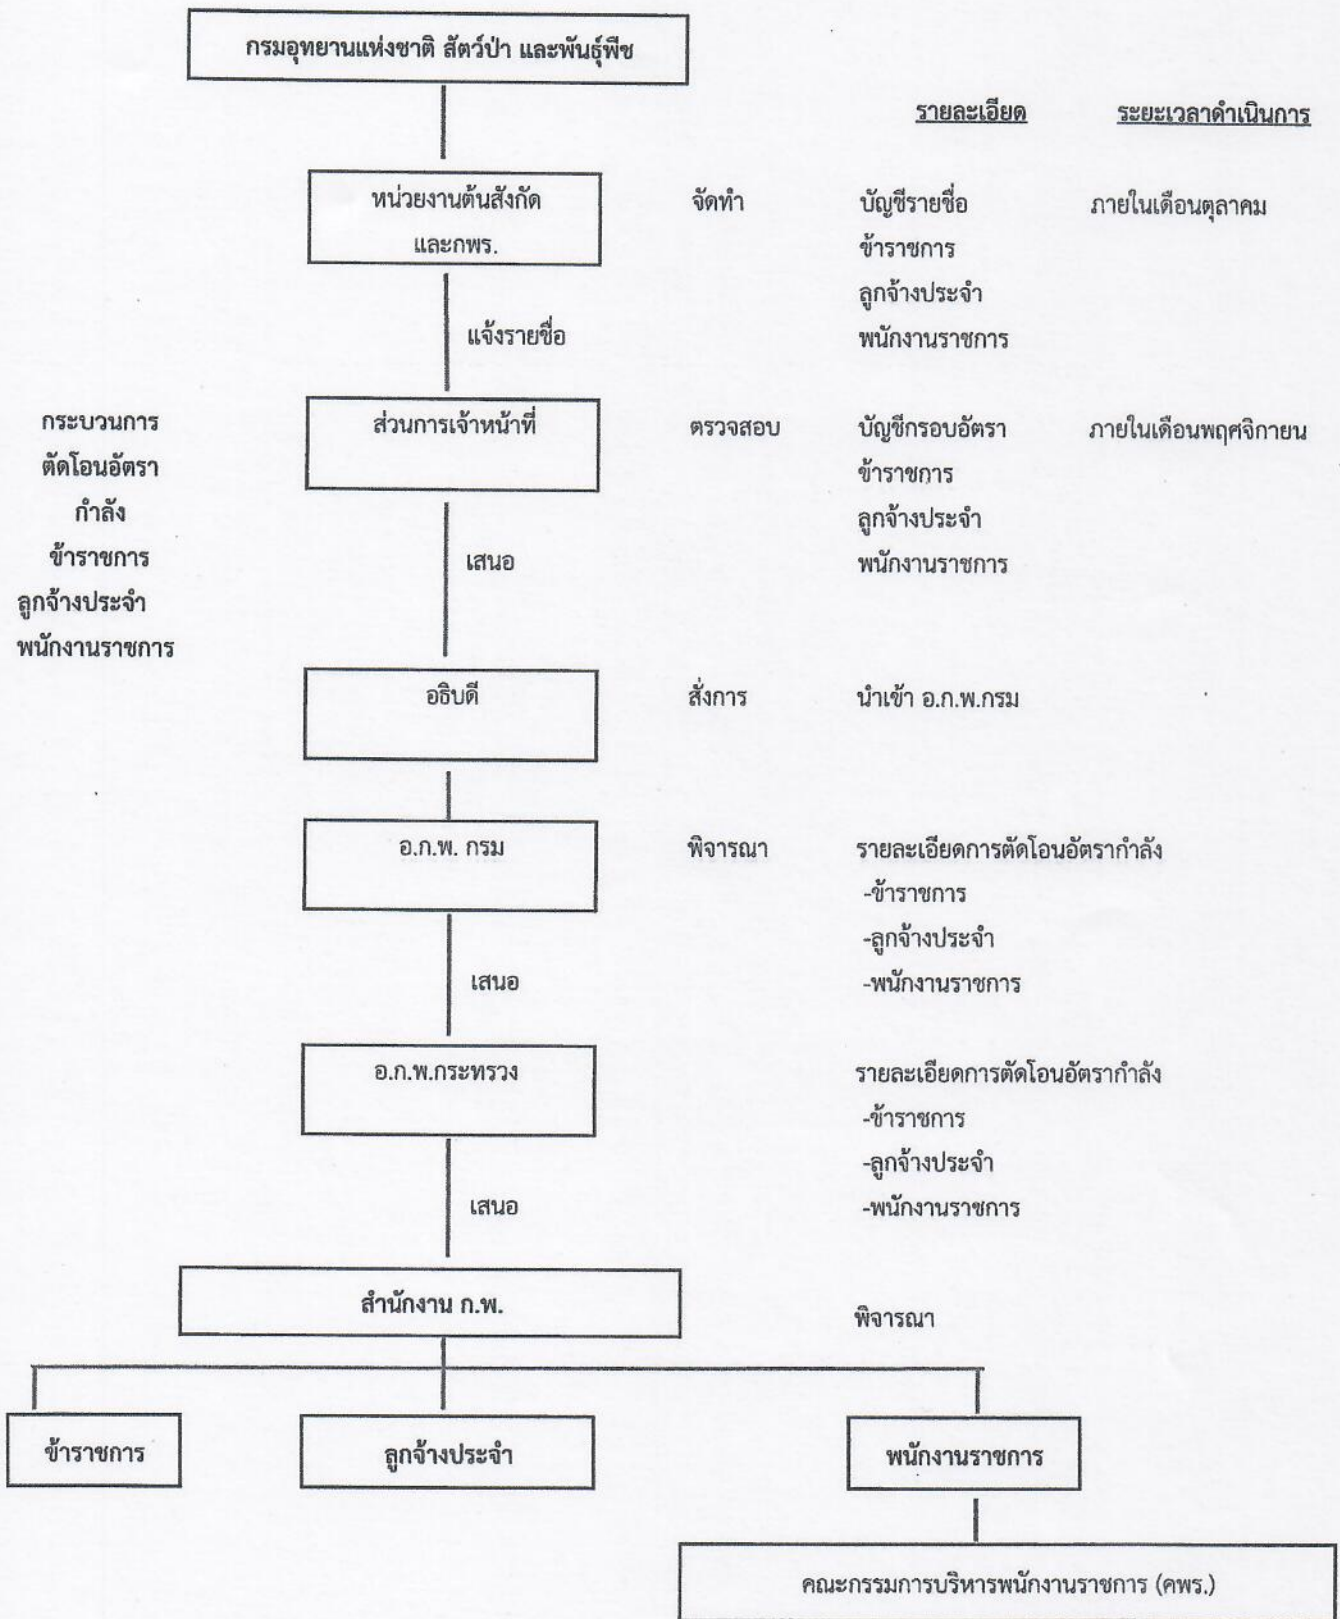 กรมอุทยานแห่งชาติ สัตว์ป่า และพันธุ์พืช
รายละเอียด ระยะเวลาดำเนินการ
หน่วยงานต้นสังกัด จัดทำ บัญชีรายชื่อ ภายในเดือนตุลาคม
และกพร. ข้าราชการ
ลูกจ้างประจำ
แจ้งรายชื่อ พนักงานราชการ
กระบวนการ
ตัดโอนอัตรา
กำลัง
ข้าราชการ
ลูกจ้างประจำ
พนักงานราชการ
ส่วนการเจ้าหน้าที่ ตรวจสอบ บัญชีกรอบอัตรา ภายในเดือนพฤศจิกายน
ข้าราชการ
ลูกจ้างประจำ
เสนอ พนักงานราชการ
อธิบดี สั่งการ นำเข้า อ.ก.พ.กรม
อ.ก.พ. กรม พิจารณา รายละเอียดการตัดโอนอัตรากำลัง
-ข้าราชการ
-ลูกจ้างประจำ
เสนอ -พนักงานราชการ
อ.ก.พ.กระทรวง รายละเอียดการตัดโอนอัตรากำลัง
-ข้าราชการ
-ลูกจ้างประจำ
เสนอ -พนักงานราชการ
สำนักงาน ก.พ. พิจารณา
ข้าราชการ ลูกจ้างประจำ พนักงานราชการ
คณะกรรมการบริหารพนักงานราชการ (คพร.)